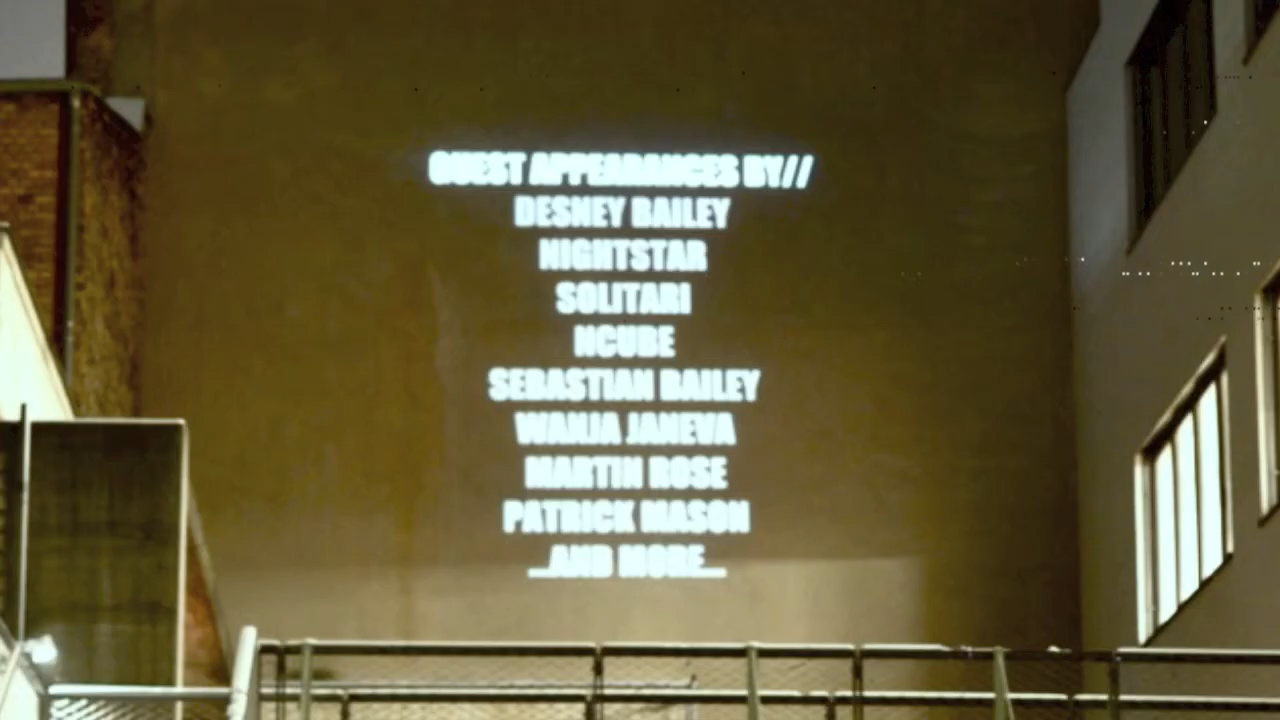 GUEST APPEARANCES BY//
DESNEY BAILEY
NIGHTSTAR
SOLITARI
NCUBE
SEBASTIAN BAILEY
WANJA JANEVA
MARTIN ROSE
PATRICK MASON
...AND MORE...